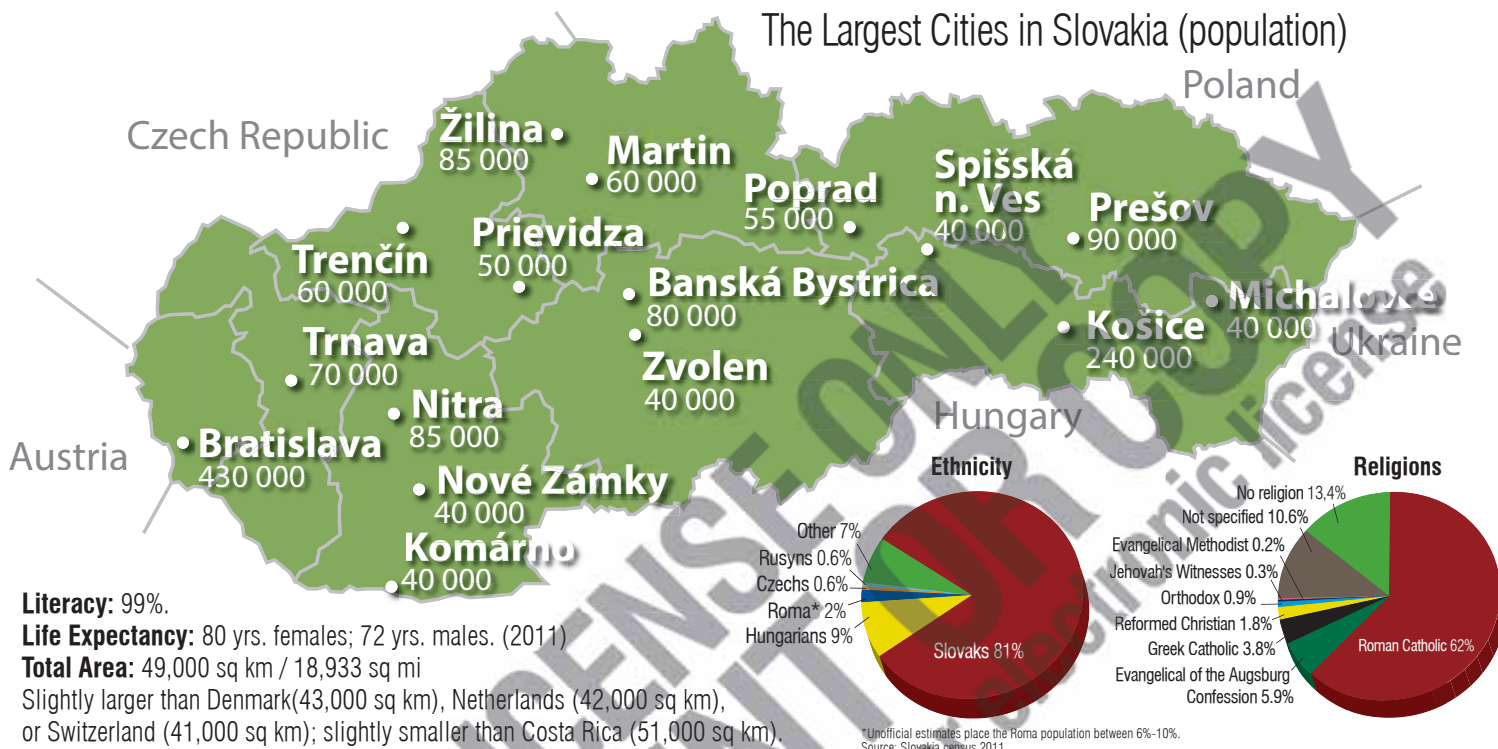 The Largest Cities in Slovakia (population)
Poland
Czech Republic
Žilina
85 000
Martin
60 000
Poprad
55 000
Spišská
n. Ves
40 000
Prešov
90 000
Trenčín
60 000
Prievidza
50 000
Banská Bystrica
80 000
Michalovce
40 000
Košice
240 000
Ukraine
Trnava
70 000
Zvolen
40 000
Nitra
85 000
Hungary
Austria
Bratislava
430 000
Nové Zámky
40 000
Komárno
40 000
Literacy: 99%.
Life Expectancy: 80 yrs. females; 72 yrs. males. (2011)
Total Area: 49,000 sq km / 18,933 sq mi
Slightly larger than Denmark(43,000 sq km), Netherlands (42,000 sq km),
or Switzerland (41,000 sq km); slightly smaller than Costa Rica (51,000 sq km).
Ethnicity
Other 7%
Rusyns 0.6%
Czechs 0.6%
Roma* 2%
Hungarians 9%
Slovaks 81%
*Unofficial estimates place the Roma population between 6%-10%.
Source: Slovakia census 2011
Religions
No religion 13,4%
Not specified 10.6%
Evangelical Methodist 0.2%
Jehovah's Witnesses 0.3%
Orthodox 0.9%
Reformed Christian 1.8%
Greek Catholic 3.8%
Evangelical of the Augsburg
Confession 5.9%
Roman Catholic 62%
LICENSE ONLY
OR COPY
electronic license